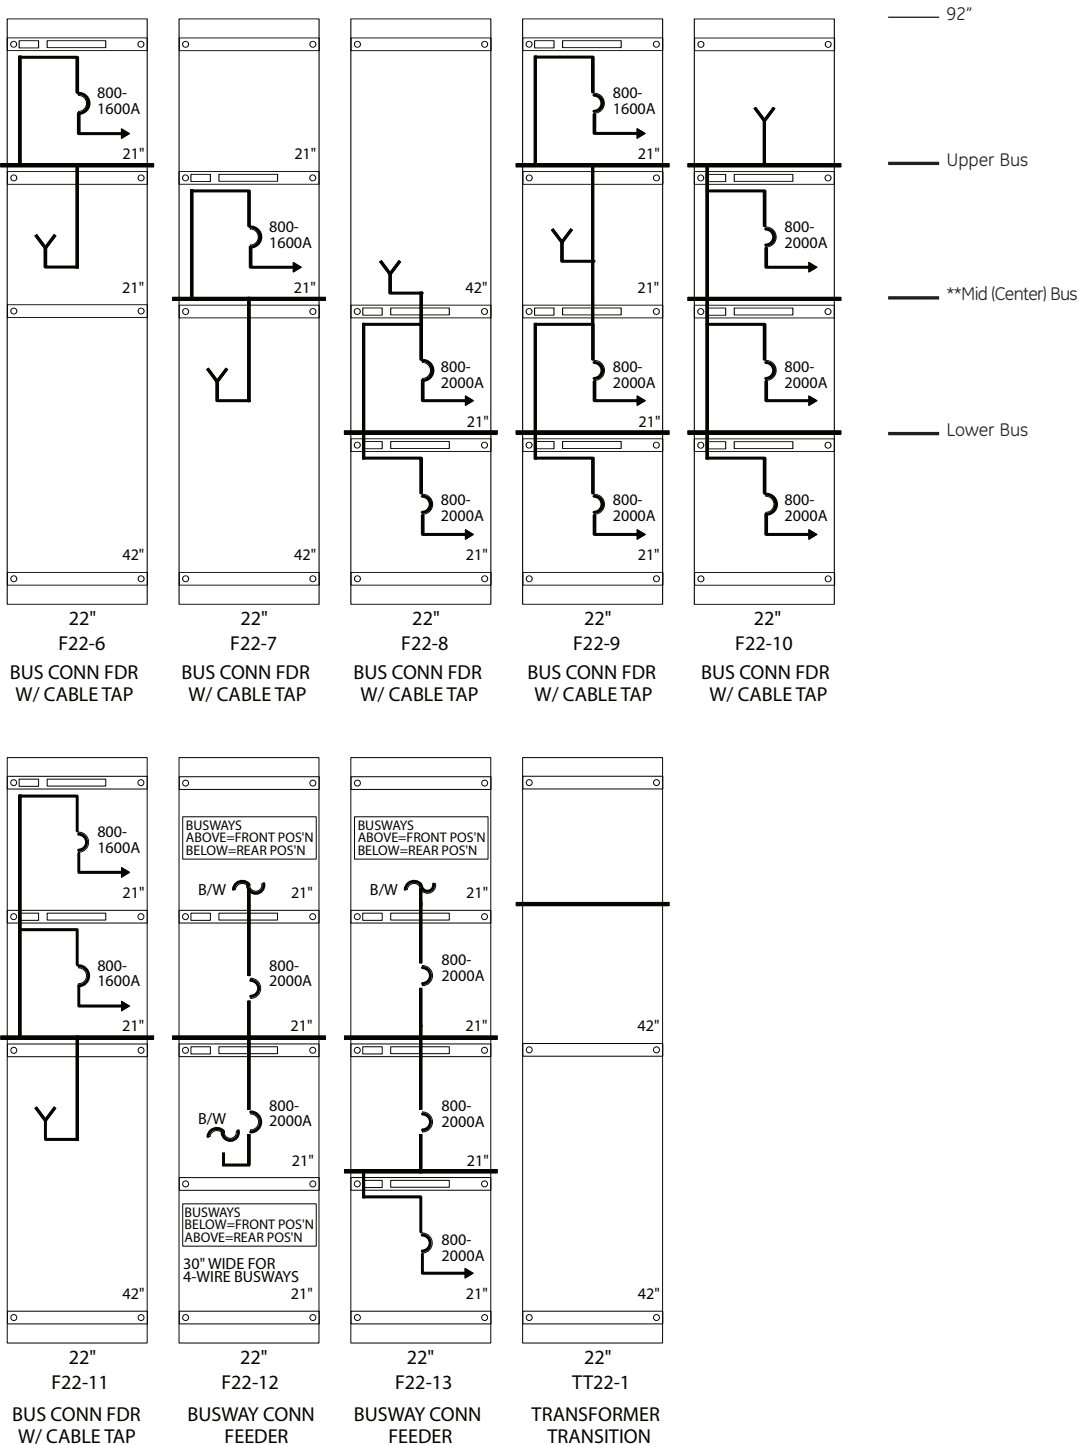 92"
Upper Bus
**Mid (Center) Bus
Lower Bus
800-
1600A
21"
21"
42"
22"
F22-6
BUS CONN FDR
W/ CABLE TAP
21"
800-
1600A
21"
42"
22"
F22-7
BUS CONN FDR
W/ CABLE TAP
42"
800-
2000A
21"
800-
2000A
21"
22"
F22-8
BUS CONN FDR
W/ CABLE TAP
800-
1600A
21"
21"
800-
2000A
21"
800-
2000A
21"
22"
F22-9
BUS CONN FDR
W/ CABLE TAP
800-
2000A
800-
2000A
800-
2000A
22"
F22-10
BUS CONN FDR
W/ CABLE TAP
800-
1600A
21"
800-
1600A
21"
42"
22"
F22-11
BUS CONN FDR
W/ CABLE TAP
BUSWAYS
ABOVE=FRONT POS'N
BELOW=REAR POS'N
B/W
21"
800-
2000A
21"
B/W
800-
2000A
21"
BUSWAYS
BELOW=FRONT POS'N
ABOVE=REAR POS'N
30" WIDE FOR
4-WIRE BUSWAYS
21"
22"
F22-12
BUSWAY CONN
FEEDER
BUSWAYS
ABOVE=FRONT POS'N
BELOW=REAR POS'N
B/W
21"
800-
2000A
21"
800-
2000A
21"
800-
2000A
21"
22"
F22-13
BUSWAY CONN
FEEDER
42"
42"
22"
TT22-1
TRANSFORMER
TRANSITION